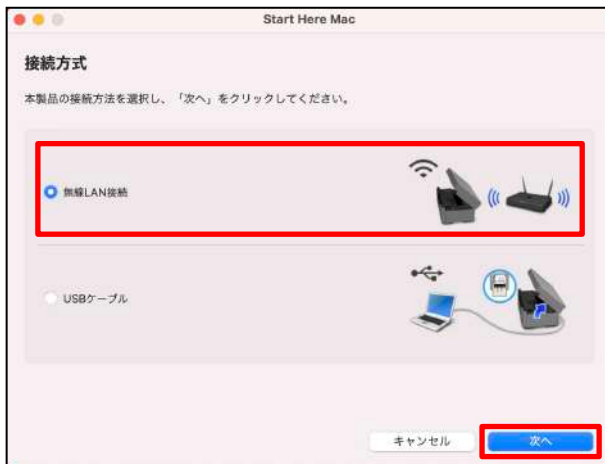 Start Here Mac
接続方式
本製品の接続方法を選択し、「次へ」をクリックしてください。
無線LAN接続
USBケーブル
キャンセル
次へ